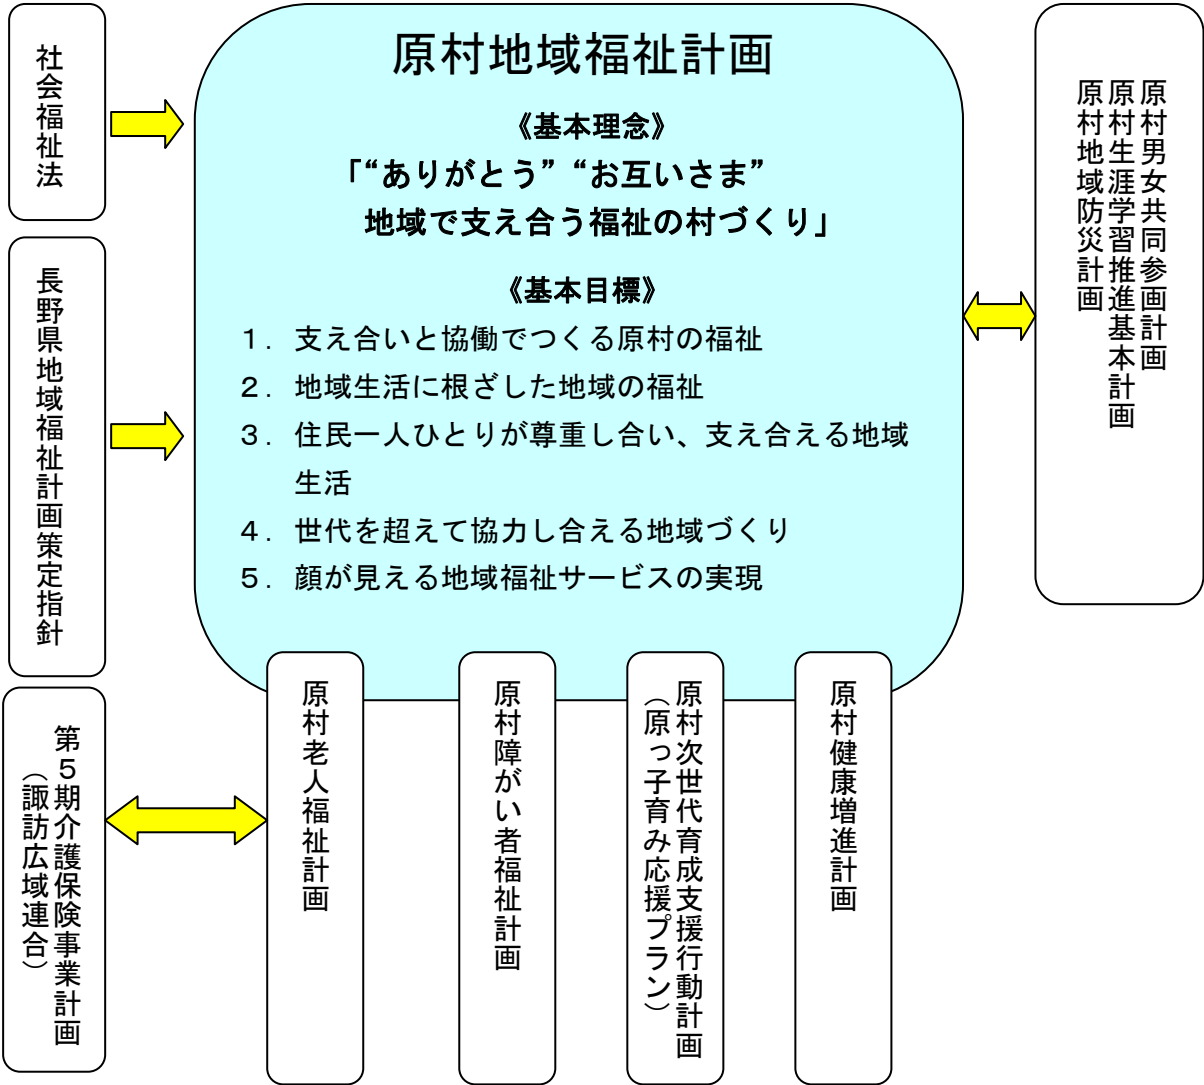 社会福祉法
長野県地域福祉計画策定指針
第５期介護保険事業計画
（諏訪広域連合）
原村地域福祉計画
《基本理念》
「“ありがとう”“お互いさま”
地域で支え合う福祉の村づくり」
《基本目標》
１．支え合いと協働でつくる原村の福祉
２．地域生活に根ざした地域の福祉
３．住民一人ひとりが尊重し合い、支え合える地域
生活
４．世代を超えて協力し合える地域づくり
５．顔が見える地域福祉サービスの実現
原村男女共同参画計画
原村生涯学習推進基本計画
原村地域防災計画
原村老人福祉計画
原村障がい者福祉計画
原村次世代育成支援行動計画
（原っ子育み応援プラン）
原村健康増進計画